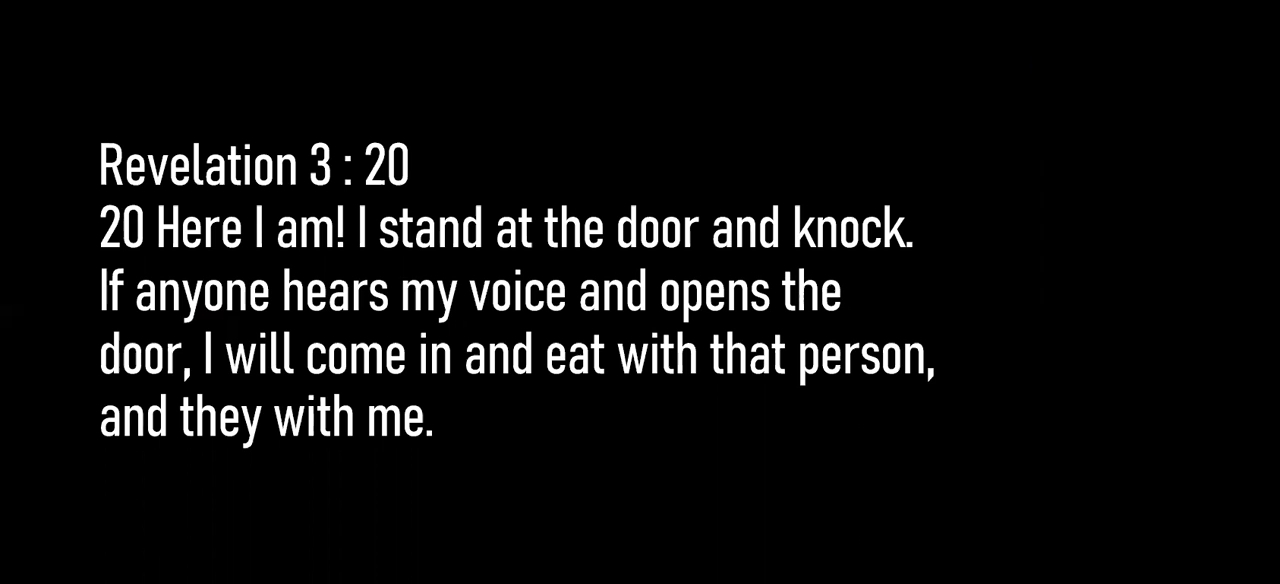 Revelation 3 : 20
20 Here I am! I stand at the door and knock.
If anyone hears my voice and opens the
door, I will come in and eat with that person,
and they with me.